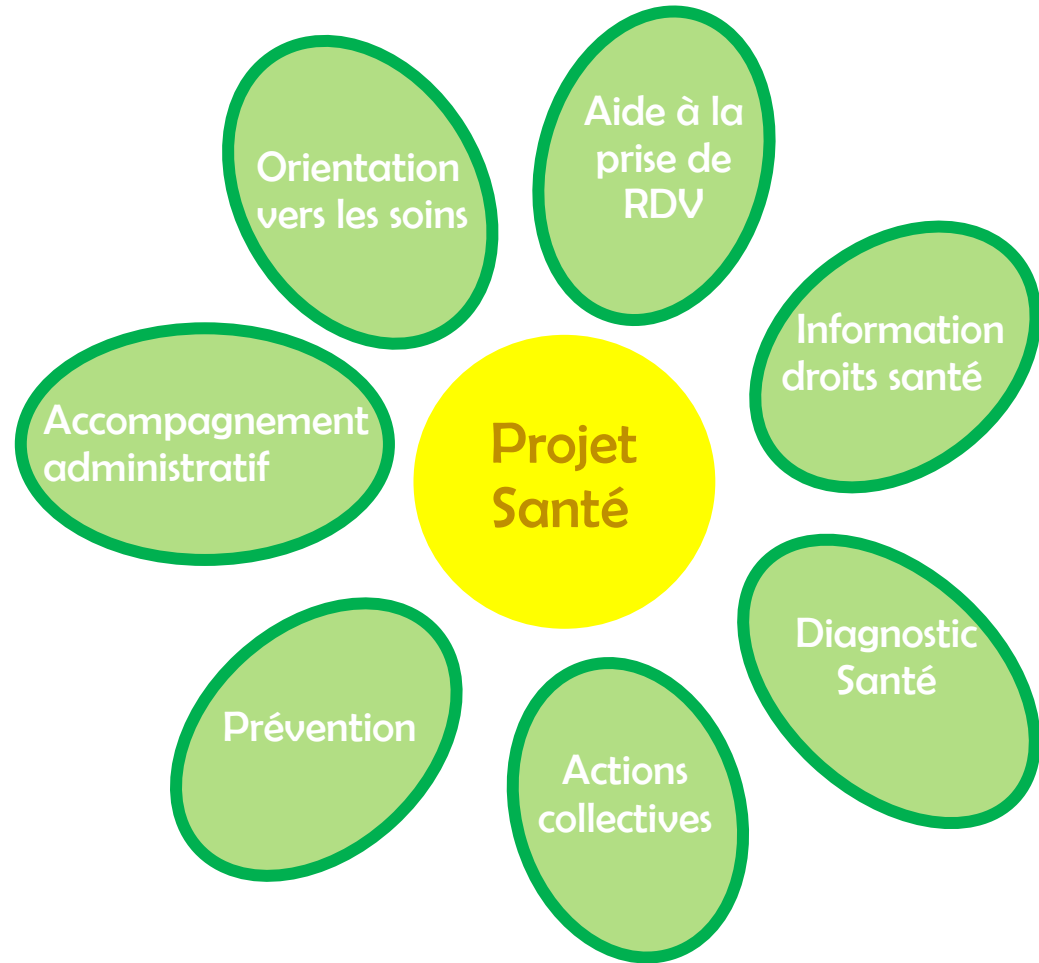 Aide à la
prise de
RDV
Orientation
vers les soins
Information
droits santé
Accompagnement
administratif
Projet
Santé
Diagnostic
Santé
Prévention
Actions
collectives